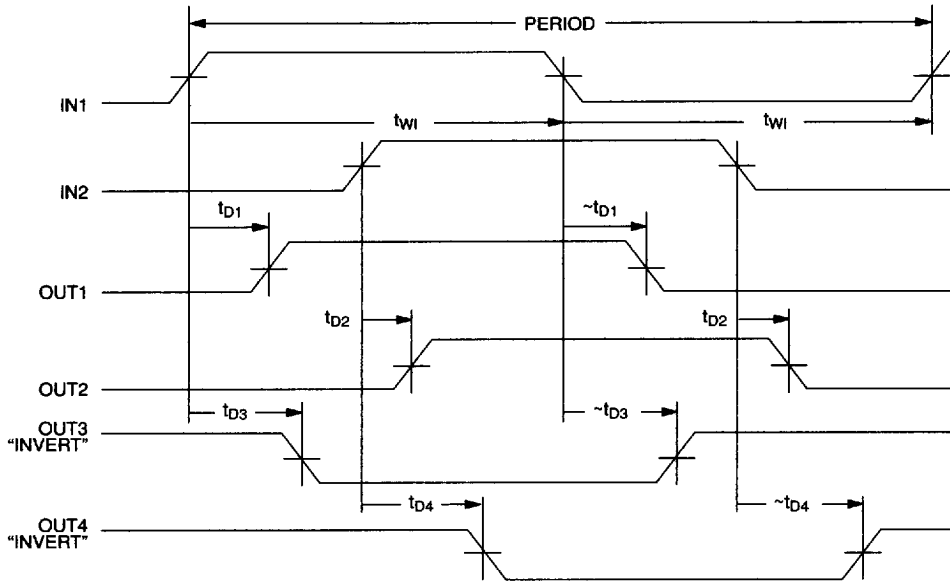 PERIOD
IN1
tWI tWI
IN2
tD1 ~tD1
OUT1
tD2 tD2
OUT2
tD3 ~tD3
OUT3
"INVERT"
tD4 ~tD4
OUT4
"INVERT"